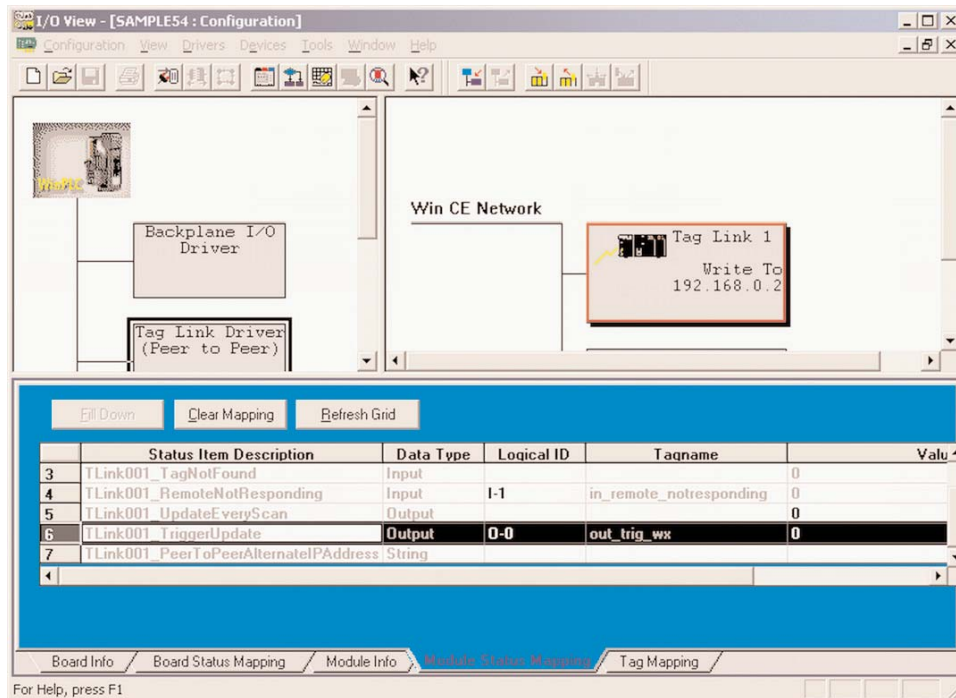 I/O View - [SAMPLE54 : Configuration]
Configuration View Drivers Devices Tools Window Help
WinPLC
Backplane I/O
Driver
Tag Link Driver
(Peer to Peer)
Win CE Network
Tag Link 1
Write To
192.168.0.2
Fill Down Clear Mapping Refresh Grid
Status Item Description Data Type Logical ID Tagname Valu
3 TLink001_TagNotFound Input 0
4 TLink001_RemoteNotResponding Input I-1 in_remote_notresponding 0
5 TLink001_UpdateEveryScan Output 0
6 TLink001_TriggerUpdate Output O-0 out_trig_wx 0
7 TLink001_PeerToPeerAlternateIPAddress String
Board Info Board Status Mapping Module Info Module Status Mapping Tag Mapping
For Help, press F1